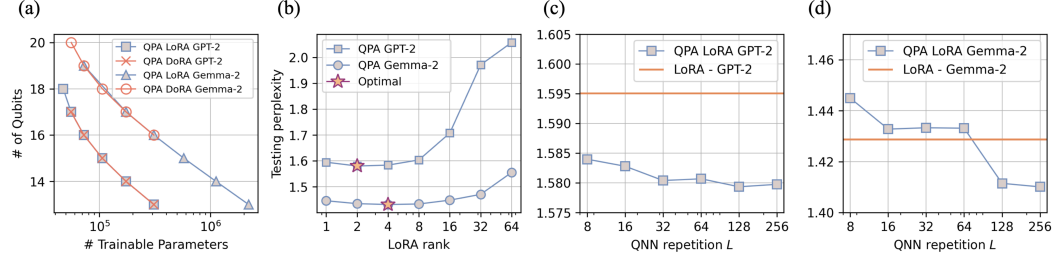 (a)
20
18
16
14
# of Qubits
QPA LoRA GPT-2
QPA DoRA GPT-2
QPA LoRA Gemma-2
QPA DoRA Gemma-2
10^5
10^6
# Trainable Parameters
(b)
2.0
1.9
1.8
1.7
1.6
1.5
Testing perplexity
QPA GPT-2
QPA Gemma-2
Optimal
1 2 4 8 16 32 64
LoRA rank
(c)
1.605
1.595
1.585
1.580
1.575
QPA LoRA GPT-2
LoRA - GPT-2
8 16 32 64 128 256
QNN repetition L
(d)
1.46
1.44
1.42
1.40
QPA LoRA Gemma-2
LoRA - Gemma-2
8 16 32 64 128 256
QNN repetition L